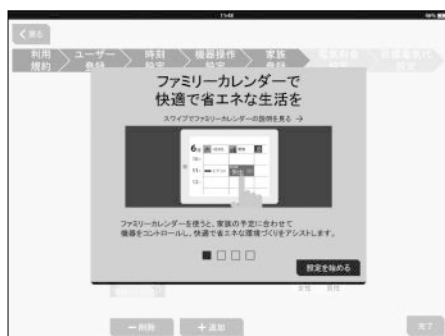 11:48
戻る
利用規約
ユーザー登録
時刻設定
機器操作設定
家族登録
ファミリーカレンダーで
快適で省エネな生活を
スワイプでファミリーカレンダーの説明を見る →
ファミリーカレンダーを使うと、家族の予定に合わせて
機器をコントロールし、快適で省エネな環境づくりをアシストします。
設定を始める
女性 男性
ー削除
＋追加
完了